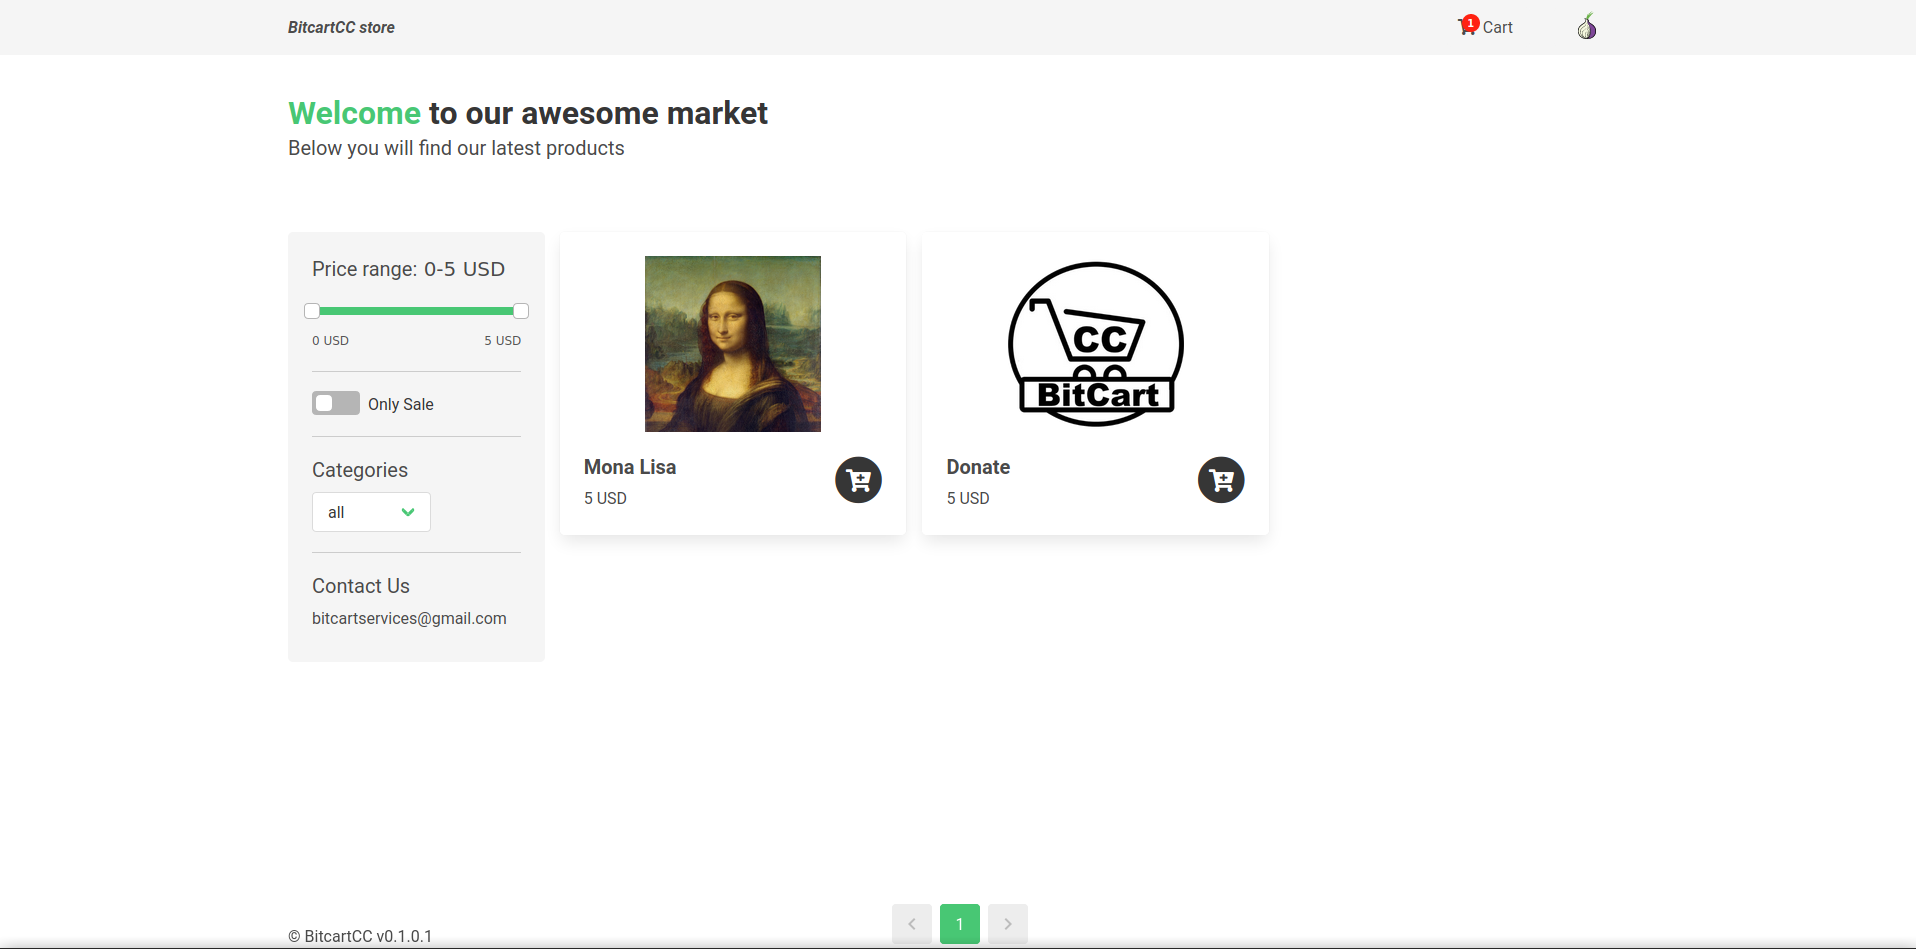 BitcartCC store
1 Cart
Welcome to our awesome market
Below you will find our latest products
Price range: 0-5 USD
0 USD 5 USD
Only Sale
Categories
all
Contact Us
bitcartservices@gmail.com
Mona Lisa
5 USD
CC
BitCart
Donate
5 USD
1
© BitcartCC v0.1.0.1